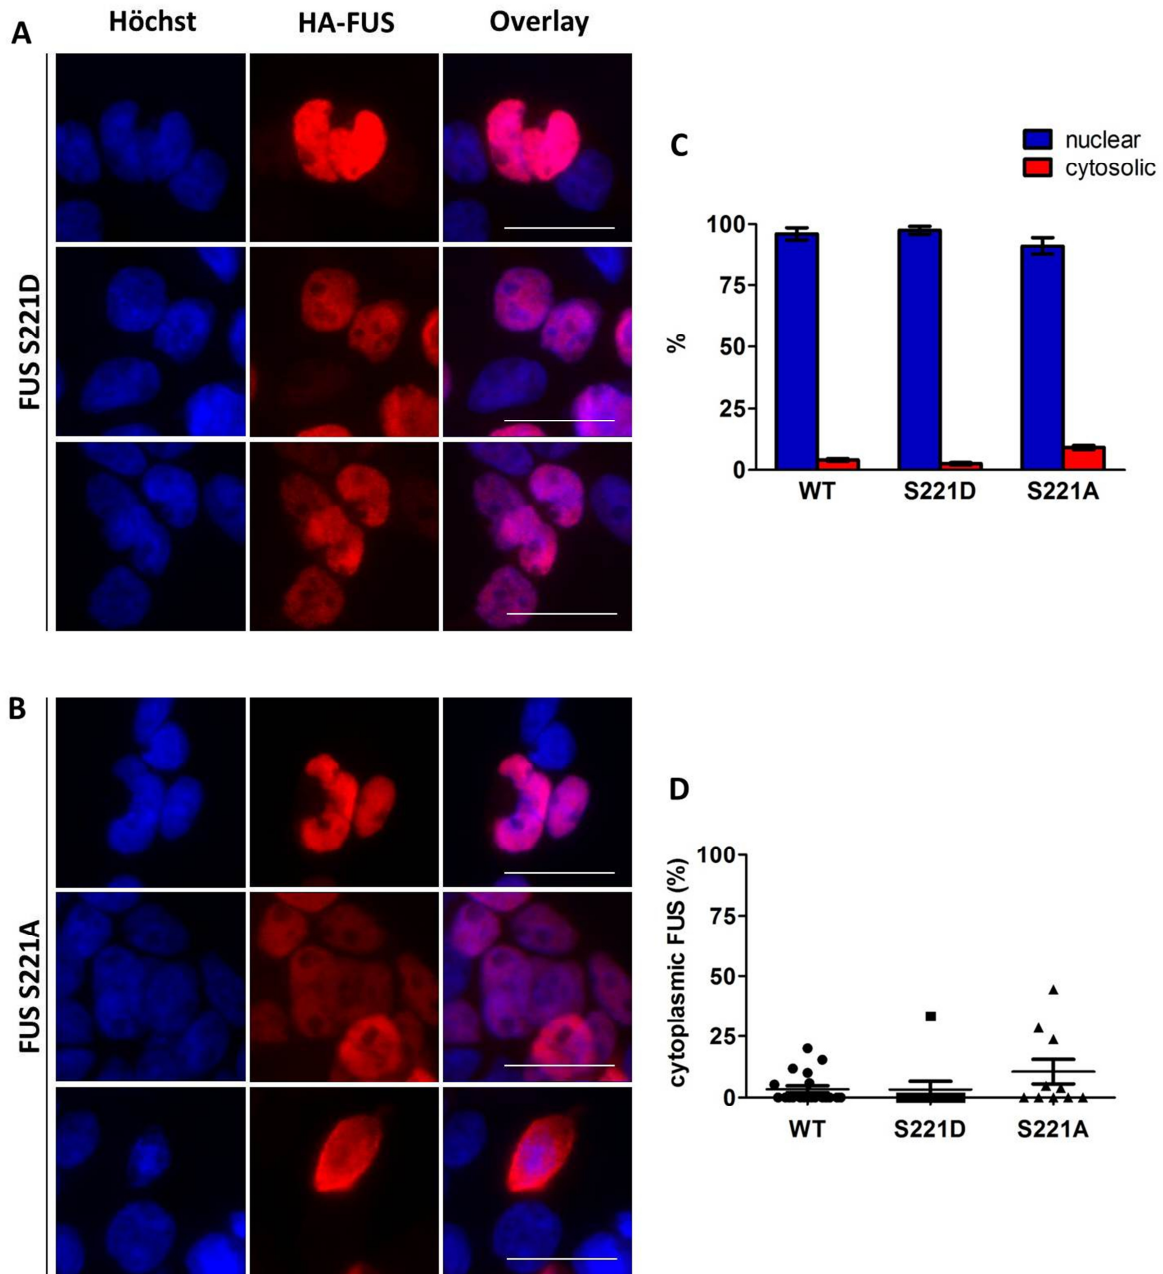 A
Höchst HA-FUS Overlay
FUS S221D
B
FUS S221A
C
nuclear
cytosolic
100
75
50
25
0
%
WT S221D S221A
D
100
75
50
25
0
cytoplasmic FUS (%)
WT S221D S221A